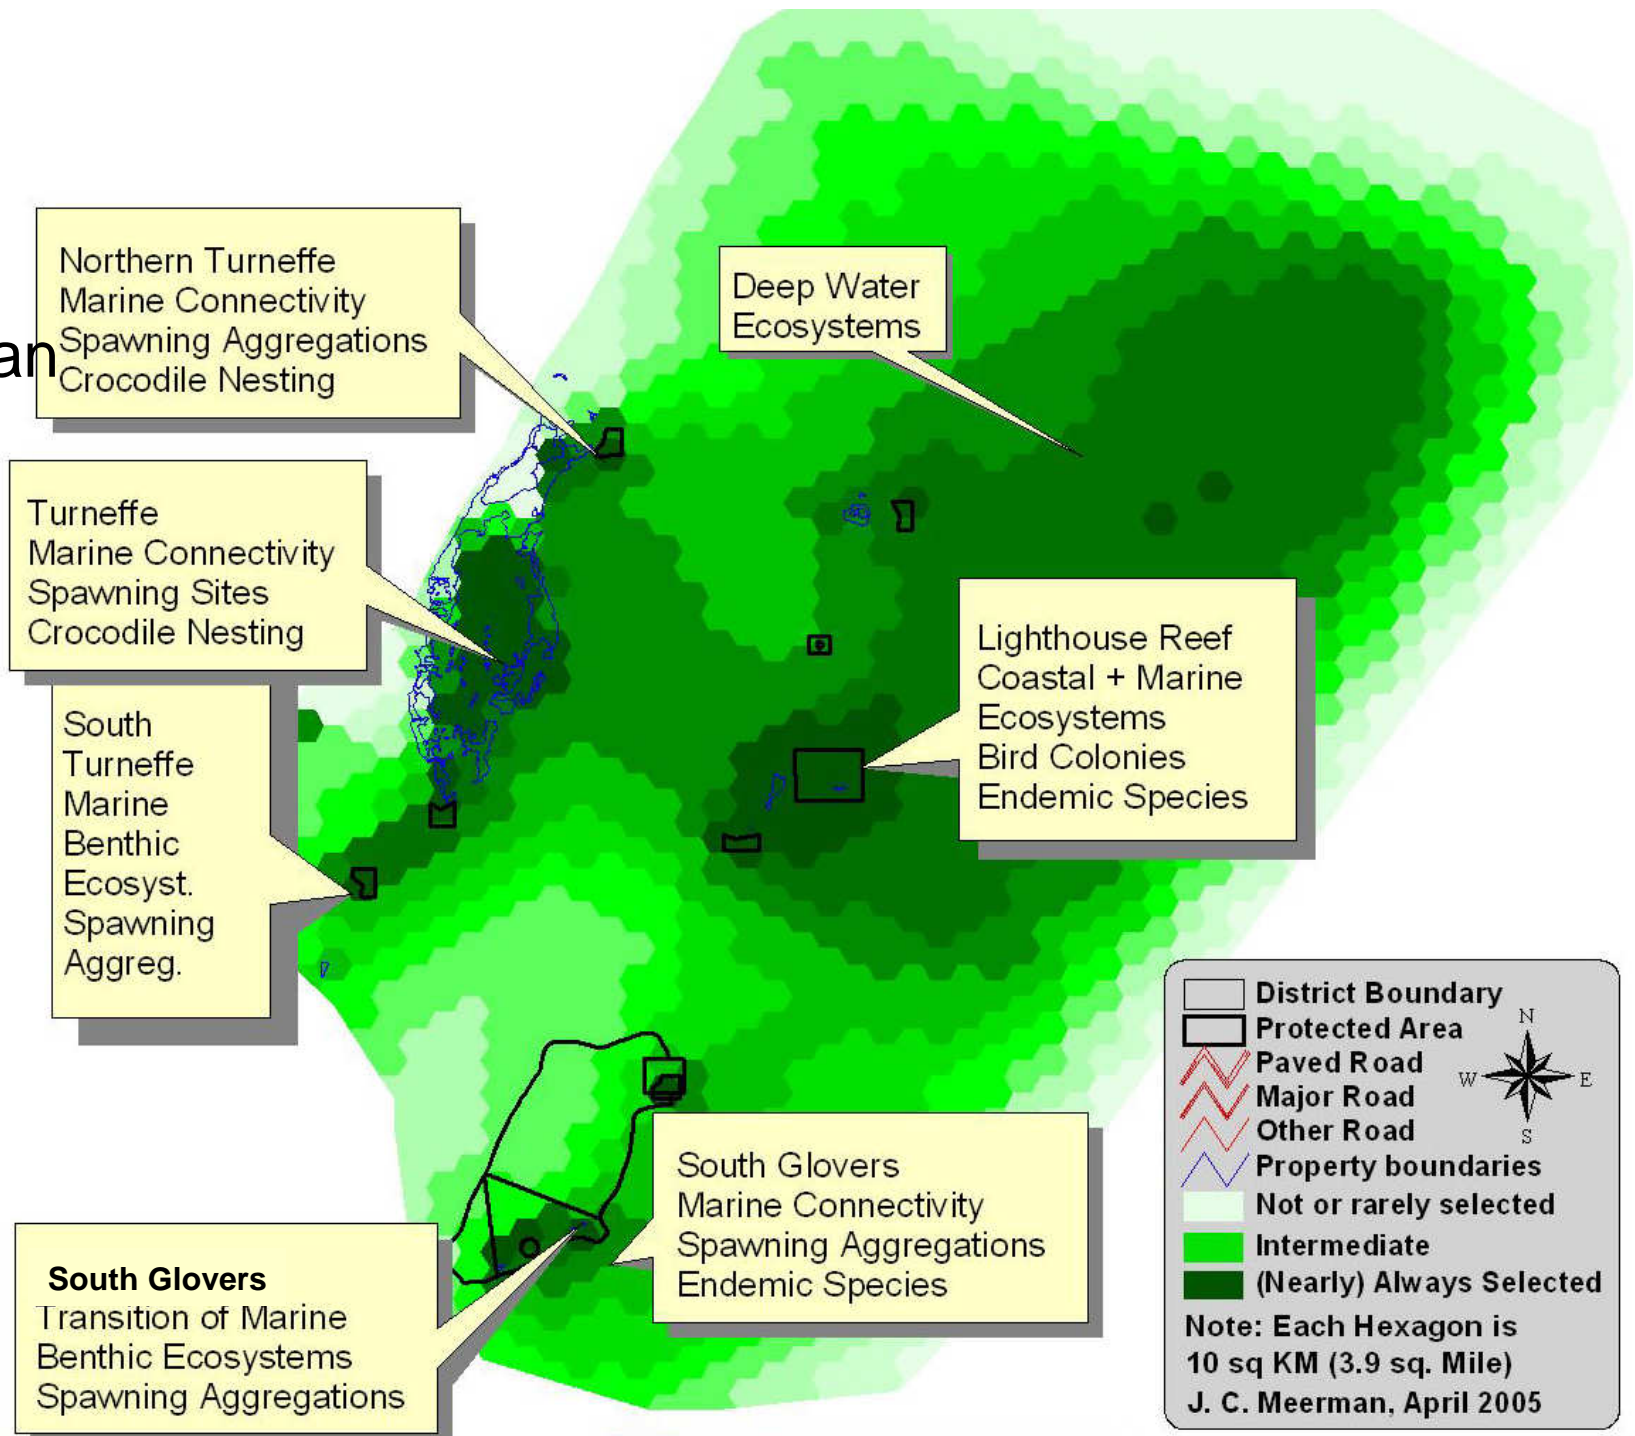 Northern Turneffe
Marine Connectivity
Spawning Aggregations
Crocodile Nesting
an
Deep Water
Ecosystems
Turneffe
Marine Connectivity
Spawning Sites
Crocodile Nesting
Lighthouse Reef
Coastal + Marine
Ecosystems
Bird Colonies
Endemic Species
South
Turneffe
Marine
Benthic
Ecosyst.
Spawning
Aggreg.
South Glovers
Marine Connectivity
Spawning Aggregations
Endemic Species
South Glovers
Transition of Marine
Benthic Ecosystems
Spawning Aggregations
District Boundary
Protected Area
Paved Road
Major Road
Other Road
Property boundaries
Not or rarely selected
Intermediate
(Nearly) Always Selected
Note: Each Hexagon is
10 sq KM (3.9 sq. Mile)
J. C. Meerman, April 2005
N
W E
S